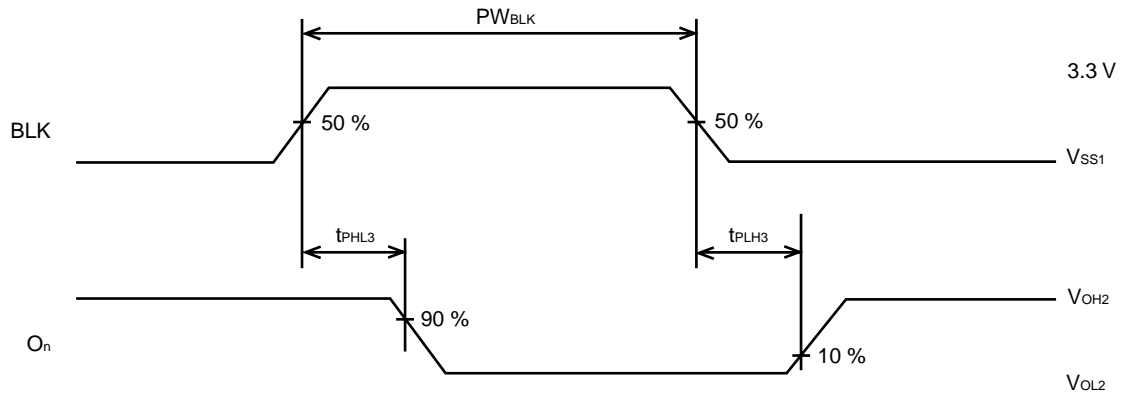 PWBLK
3.3 V
BLK
50 %
50 %
VSS1
tPHL3
tPLH3
VOH2
On
90 %
10 %
VOL2